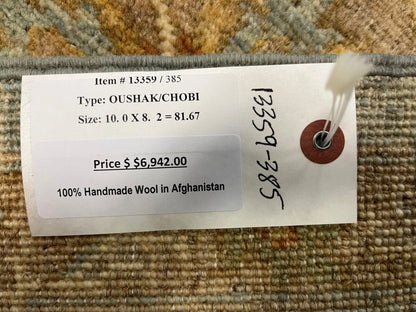 Item # 13359 / 385
Type: OUSHAK/CHOBI
Size: 10. 0 X 8. 2 = 81.67
Price $ $6,942.00
100% Handmade Wool in Afghanistan
13359-385